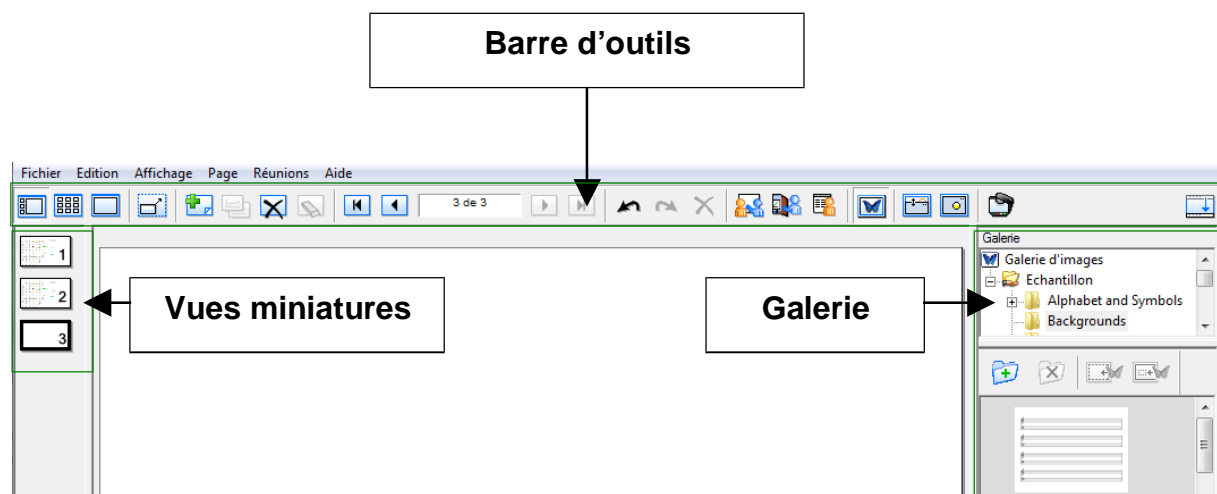 Barre d’outils
Fichier Edition Affichage Page Réunions Aide
3 de 3
Galerie
Galerie d'images
Echantillon
Alphabet and Symbols
Backgrounds
1
2
3
Vues miniatures
Galerie